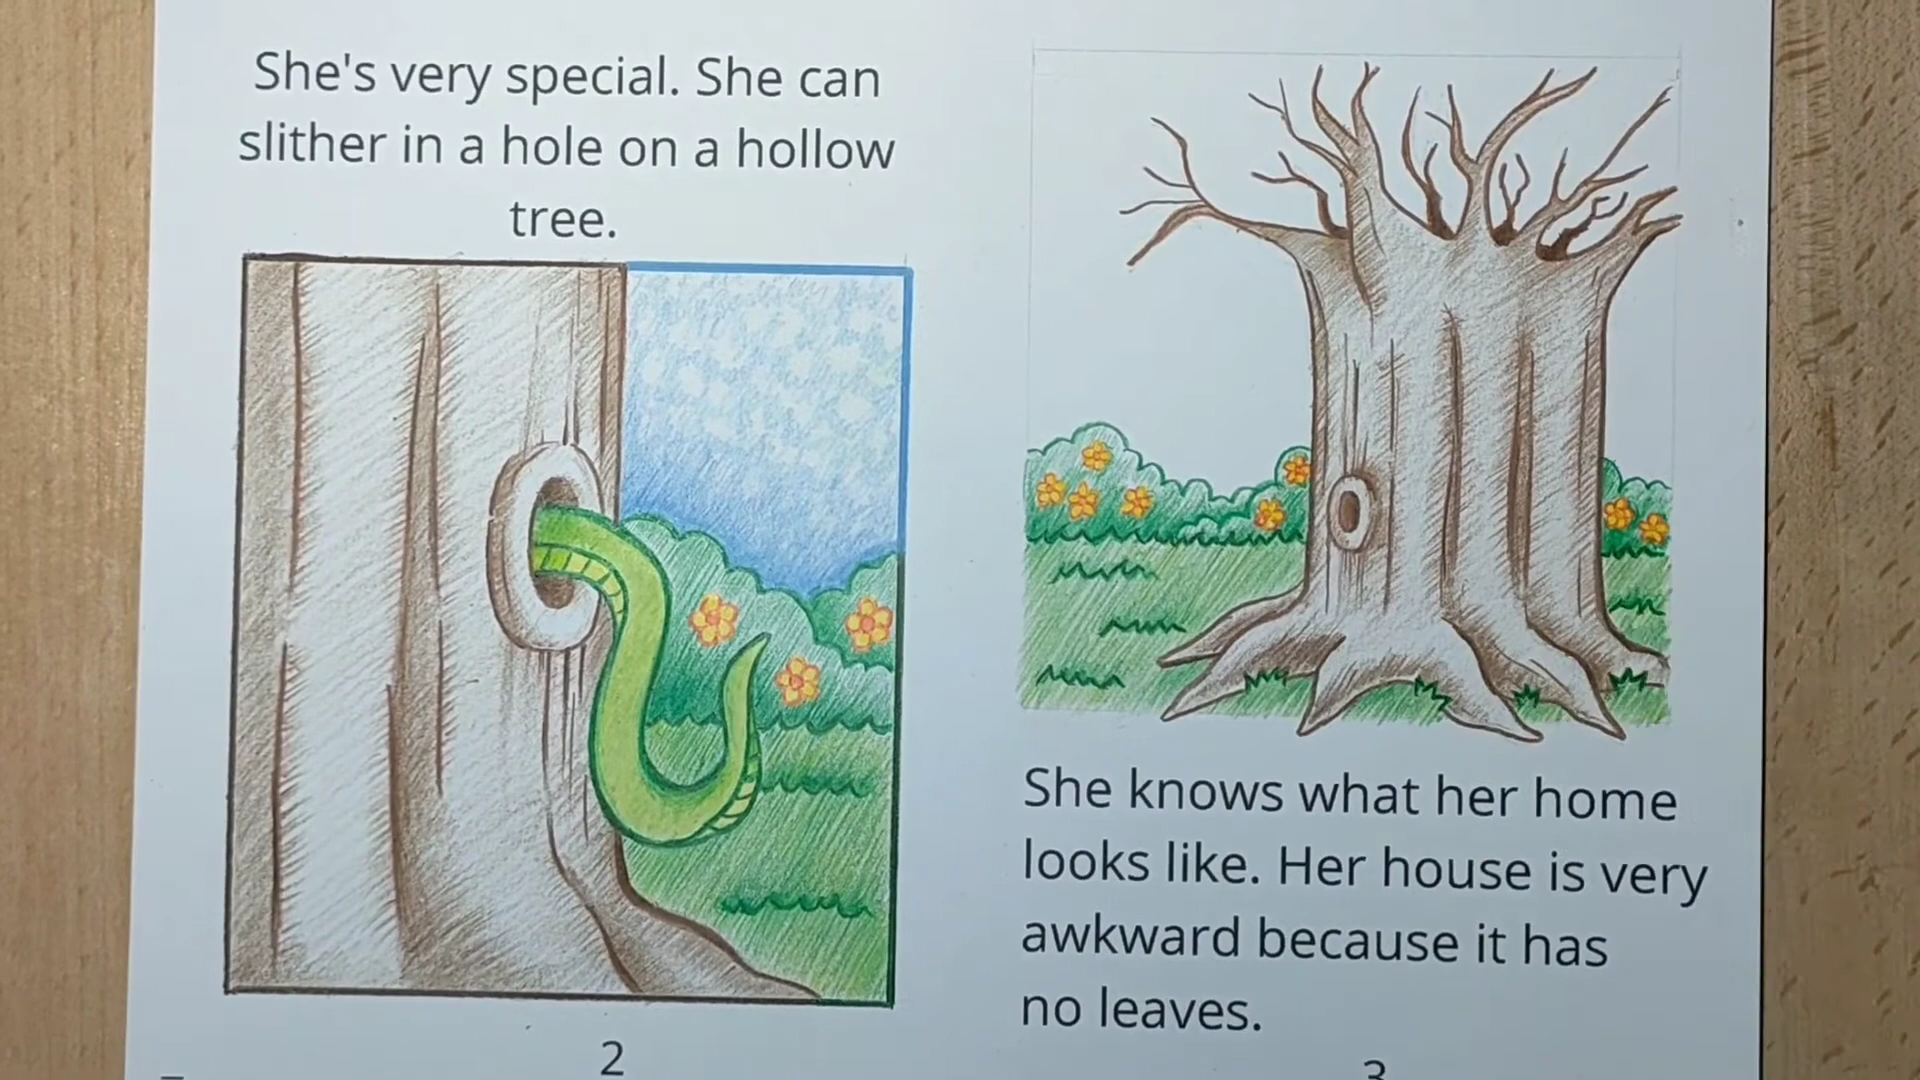 She's very special. She can
slither in a hole on a hollow
tree.
2
She knows what her home
looks like. Her house is very
awkward because it has
no leaves.
3